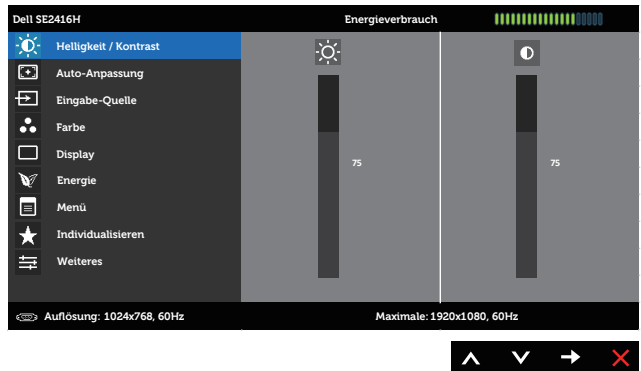 Dell SE2416H Energieverbrauch
Helligkeit / Kontrast
Auto-Anpassung
Eingabe-Quelle
Farbe
Display
75 75
Energie
Menü
Individualisieren
Weiteres
Auflösung: 1024x768, 60Hz Maximale: 1920x1080, 60Hz